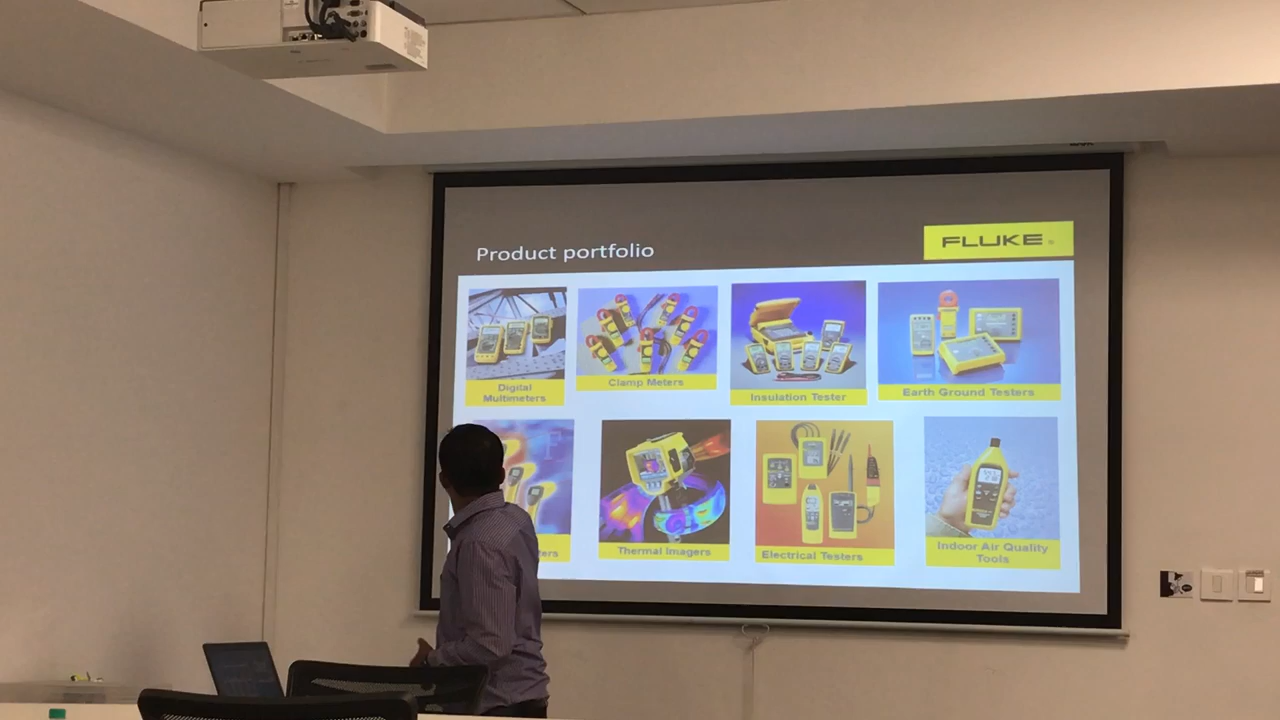 Product portfolio
FLUKE
Digital
Multimeters
Clamp Meters
Insulation Tester
Earth Ground Testers
Thermal Imagers
Electrical Testers
Indoor Air Quality
Tools